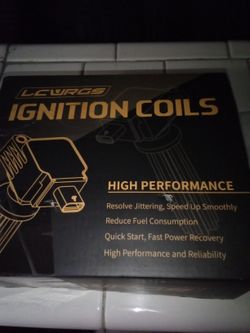 LCWRGS
IGNITION COILS
HIGH PERFORMANCE
Resolve Jittering, Speed Up Smoothly
Reduce Fuel Consumption
Quick Start, Fast Power Recovery
High Performance and Reliability